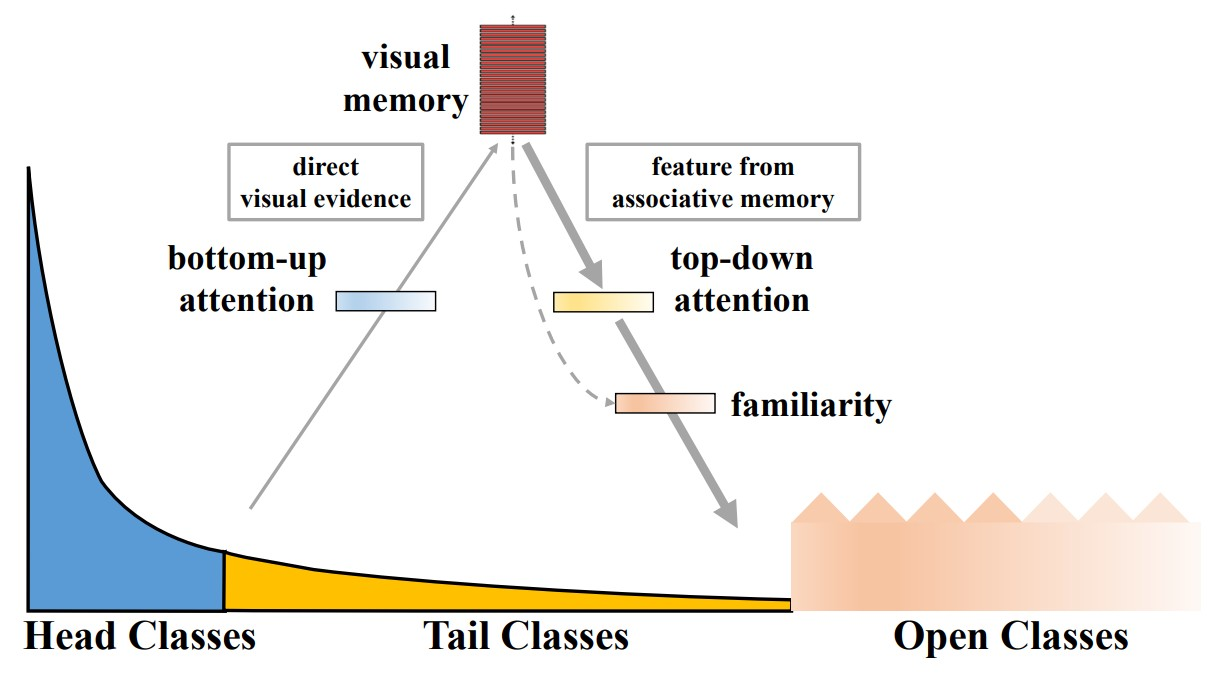 visual
memory
direct
visual evidence
feature from
associative memory
bottom-up
attention
top-down
attention
familiarity
Head Classes
Tail Classes
Open Classes